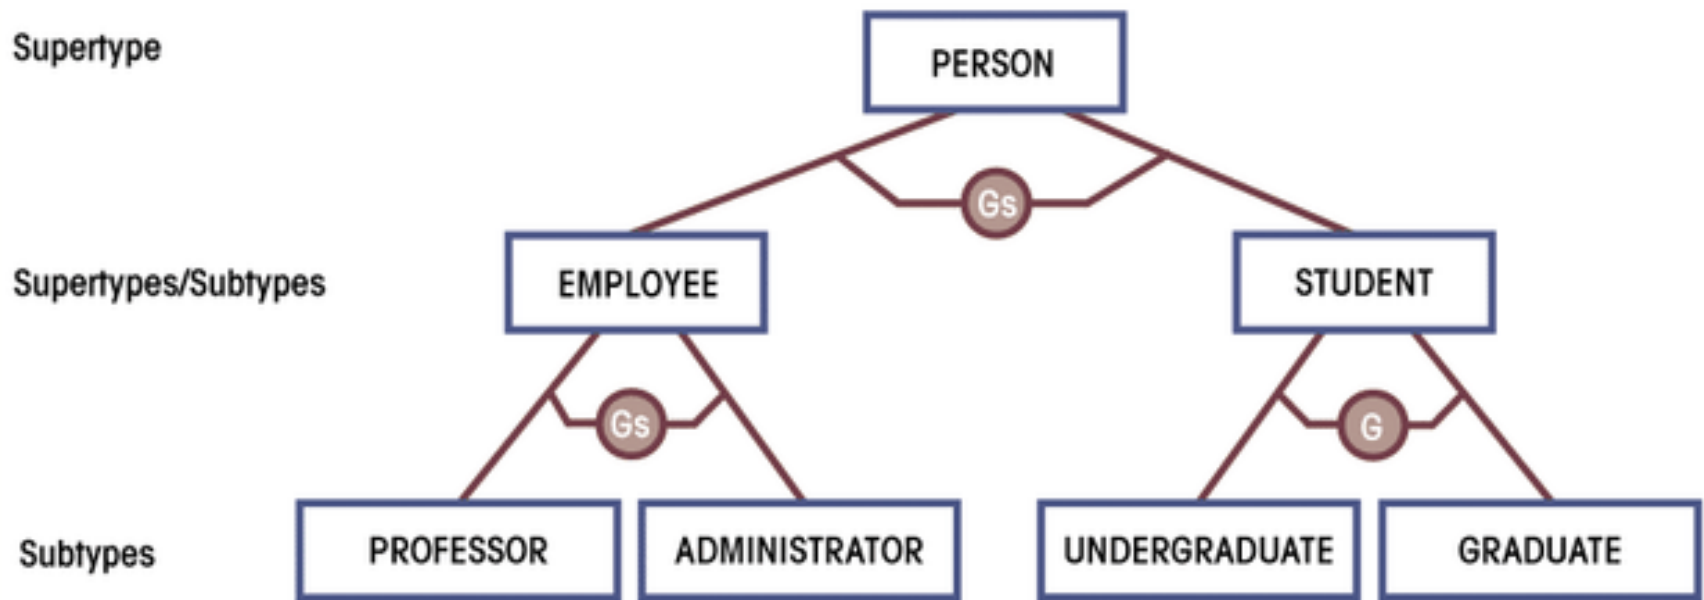 Supertype
PERSON
Gs
Supertypes/Subtypes
EMPLOYEE
STUDENT
Gs
G
Subtypes
PROFESSOR
ADMINISTRATOR
UNDERGRADUATE
GRADUATE